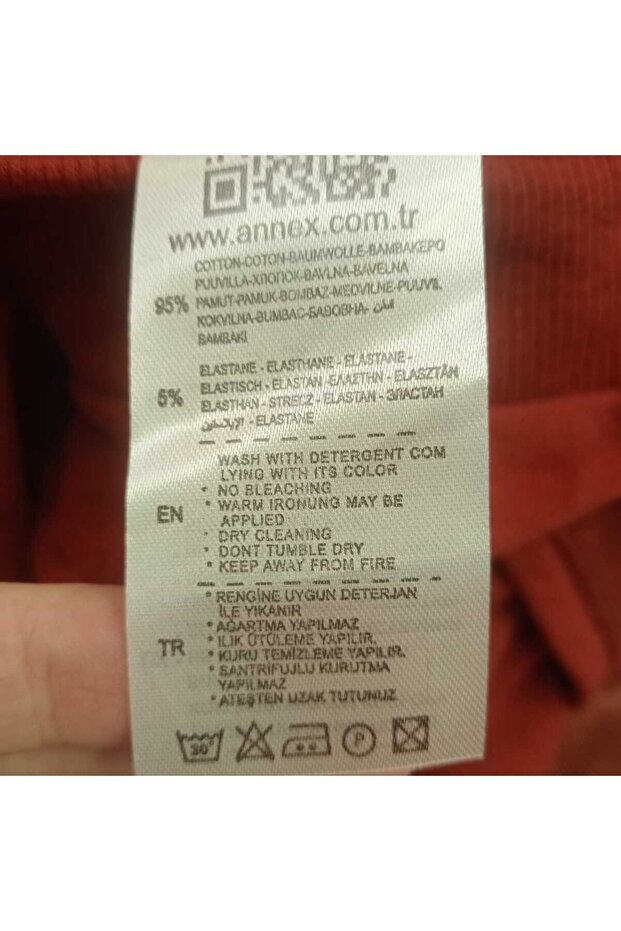 www.annex.com.tr
95% COTTON-COTON-BAUMWOLLE-BAMBAKEPO
PUUVILLA-ХЛОПОК-BAVLNA-BAVELNA
PAMUT-PAMUK-BOMBAZ-MEDVILNE-PUUVIL
KOKVILNA-BUMBAC-БАВОВНА-
BAMBAKI
5% ELASTANE - ELASTHANE - ELASTANE -
ELASTISCH - ELASTAN - ΕΛΑΣΤΗΝ - ELASZTÁN
ELASTHAN - STRECZ - ELASTAN - ЭЛАСТАН
- ELASTANE
EN
WASH WITH DETERGENT COM
LYING WITH ITS COLOR
* NO BLEACHING
* WARM IRONUNG MAY BE
APPLIED
* DRY CLEANING
* DONT TUMBLE DRY
* KEEP AWAY FROM FIRE
TR
* RENGİNE UYGUN DETERJAN
İLE YIKANIR
* AĞARTMA YAPILMAZ
* ILIK ÜTÜLEME YAPILIR.
* KURU TEMİZLEME YAPILIR.
* SANTRİFUJLU KURUTMA
YAPILMAZ
* ATEŞTEN UZAK TUTUNUZ
30° P